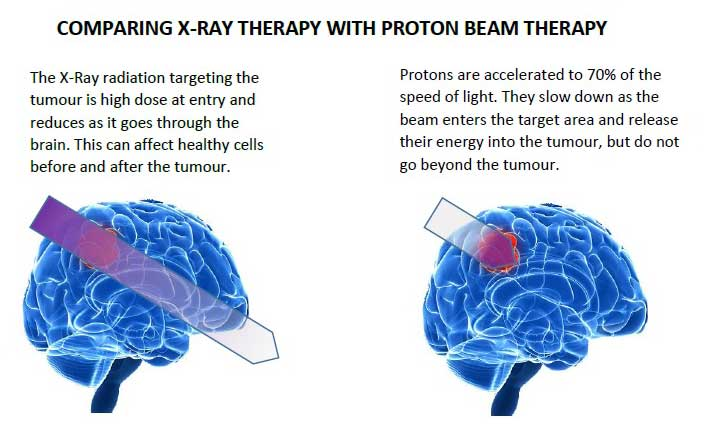 COMPARING X-RAY THERAPY WITH PROTON BEAM THERAPY
The X-Ray radiation targeting the
tumour is high dose at entry and
reduces as it goes through the
brain. This can affect healthy cells
before and after the tumour.
Protons are accelerated to 70% of the
speed of light. They slow down as the
beam enters the target area and release
their energy into the tumour, but do not
go beyond the tumour.